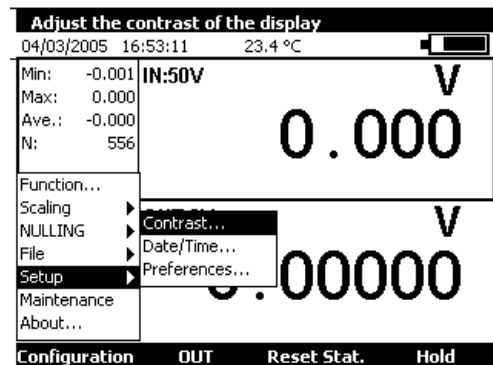 Adjust the contrast of the display
04/03/2005 16:53:11 23.4 °C
Min: -0.001
Max: 0.000
Ave.: -0.000
N: 556
IN:50V
V
0.000
Function...
Scaling
NULLING
File
Setup
Maintenance
About...
Contrast...
Date/Time...
Preferences...
V
.00000
Configuration OUT Reset Stat. Hold